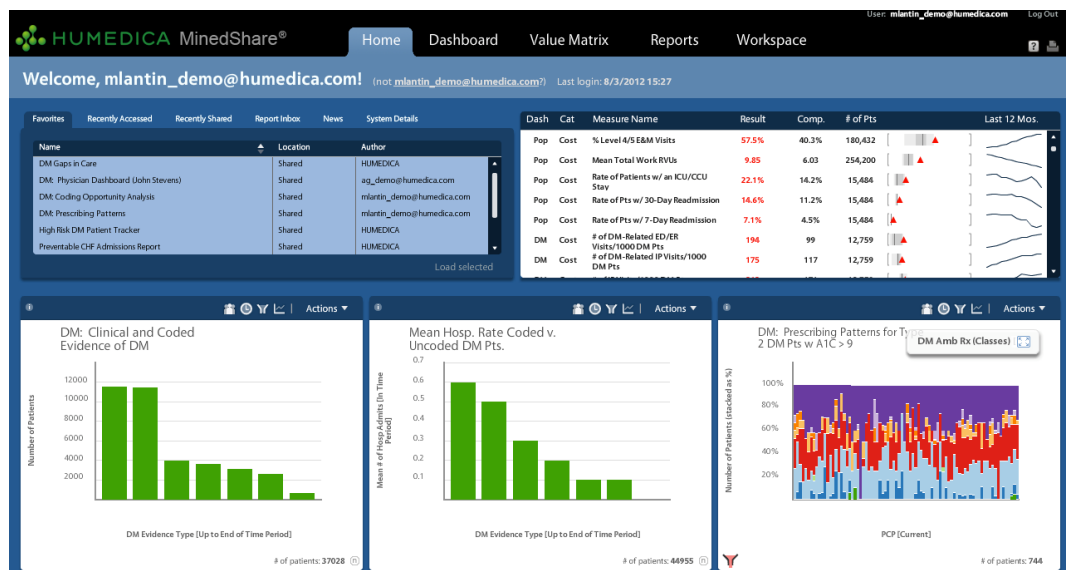 User: mlantin_demo@humedica.com Log Out
HUMEDICA MinedShare®
Home Dashboard Value Matrix Reports Workspace
?
Welcome, mlantin_demo@humedica.com! (not mlantin_demo@humedica.com?) Last login: 8/3/2012 15:27
Favorites Recently Accessed Recently Shared Report Inbox News System Details
Name Location Author
DM Gaps in Care Shared HUMEDICA
DM: Physician Dashboard (John Stevens) Shared ag_demo@humedica.com
DM: Coding Opportunity Analysis Shared mlantin_demo@humedica.com
DM: Prescribing Patterns Shared mlantin_demo@humedica.com
High Risk DM Patient Tracker Shared HUMEDICA
Preventable CHF Admissions Report Shared HUMEDICA
Load selected
Dash Cat Measure Name Result Comp. # of Pts Last 12 Mos.
Pop Cost % Level 4/5 E&M Visits 57.5% 40.3% 180,432
Pop Cost Mean Total Work RVUs 9.85 6.03 254,200
Pop Cost Rate of Patients w/ an ICU/CCU Stay 22.1% 14.2% 15,484
Pop Cost Rate of Pts w/ 30-Day Readmission 14.6% 11.2% 15,484
Pop Cost Rate of Pts w/ 7-Day Readmission 7.1% 4.5% 15,484
DM Cost # of DM-Related ED/ER Visits/1000 DM Pts 194 99 12,759
DM Cost # of DM-Related IP Visits/1000 DM Pts 175 117 12,759
Actions
DM: Clinical and Coded
Evidence of DM
12000
10000
8000
6000
4000
2000
Number of Patients
DM Evidence Type [Up to End of Time Period]
# of patients: 37028 n
Actions
Mean Hosp. Rate Coded v.
Uncoded DM Pts.
0.7
0.6
0.5
0.4
0.3
0.2
0.1
Mean # of Hosp Admits [In Time
Period]
DM Evidence Type [Up to End of Time Period]
# of patients: 44955 n
Actions
DM: Prescribing Patterns for Type
2 DM Pts w A1C > 9
DM Amb Rx (Classes)
100%
80%
60%
40%
20%
Number of Patients (stacked as %)
PCP [Current]
# of patients: 744